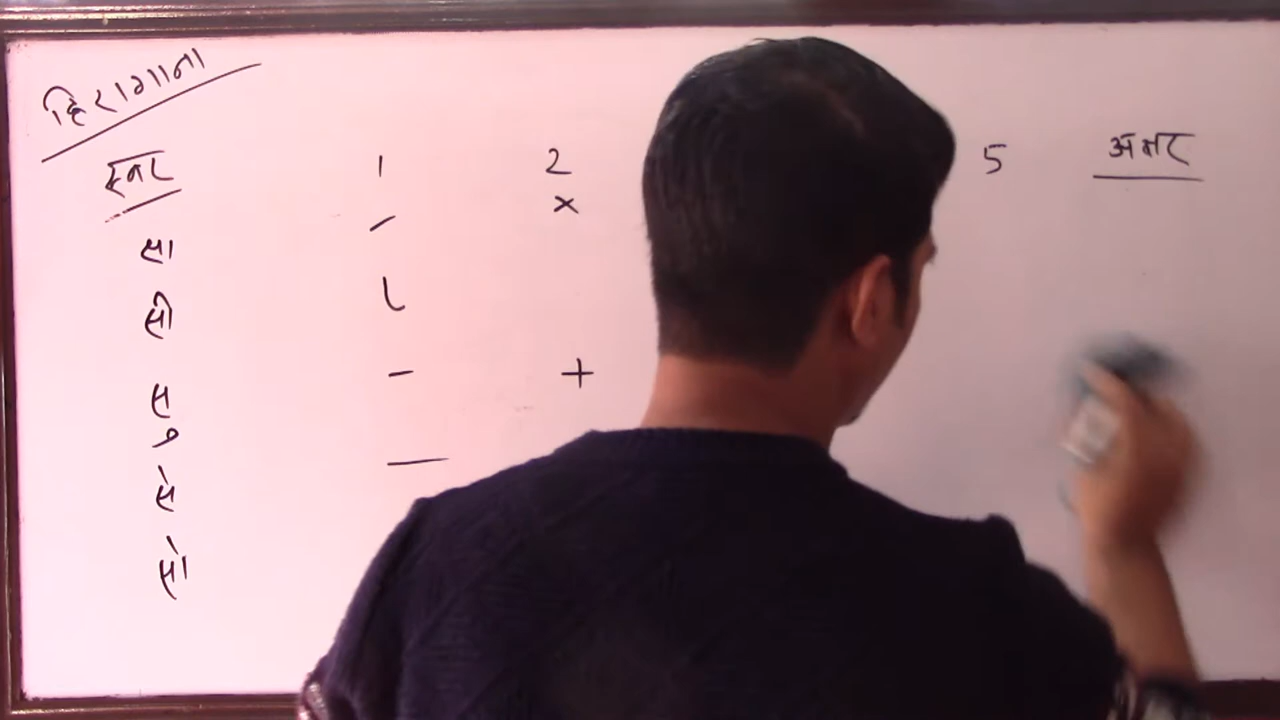 हिरागाना
स्वर 1 2 5 अक्षर
सा - x
सी
सु - +
से —
सो